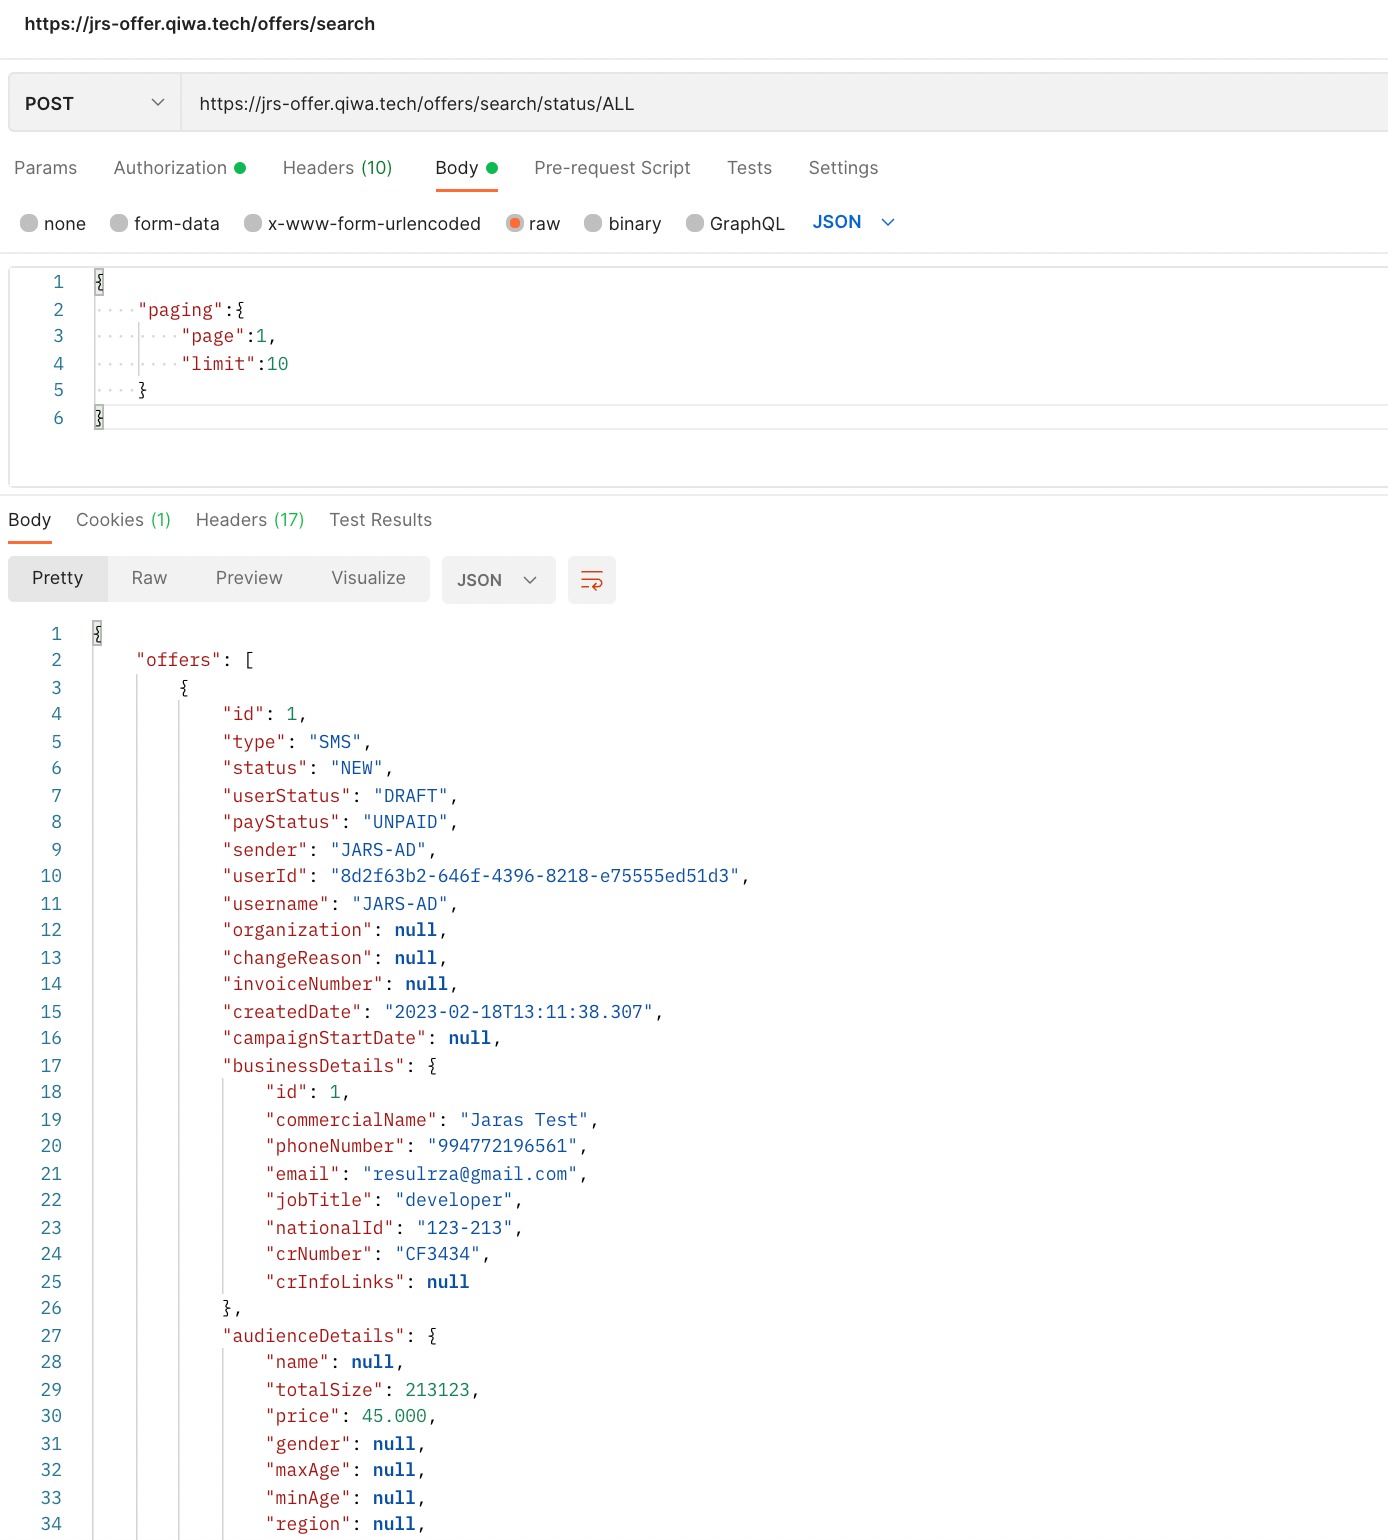 https://jrs-offer.qiwa.tech/offers/search
POST https://jrs-offer.qiwa.tech/offers/search/status/ALL
Params Authorization Headers (10) Body Pre-request Script Tests Settings
none form-data x-www-form-urlencoded raw binary GraphQL JSON
1 {
2 "paging":{
3 "page":1,
4 "limit":10
5 }
6 }
Body Cookies (1) Headers (17) Test Results
Pretty Raw Preview Visualize JSON
1 {
2 "offers": [
3 {
4 "id": 1,
5 "type": "SMS",
6 "status": "NEW",
7 "userStatus": "DRAFT",
8 "payStatus": "UNPAID",
9 "sender": "JARS-AD",
10 "userId": "8d2f63b2-646f-4396-8218-e75555ed51d3",
11 "username": "JARS-AD",
12 "organization": null,
13 "changeReason": null,
14 "invoiceNumber": null,
15 "createdDate": "2023-02-18T13:11:38.307",
16 "campaignStartDate": null,
17 "businessDetails": {
18 "id": 1,
19 "commercialName": "Jaras Test",
20 "phoneNumber": "994772196561",
21 "email": "resulrza@gmail.com",
22 "jobTitle": "developer",
23 "nationalId": "123-213",
24 "crNumber": "CF3434",
25 "crInfoLinks": null
26 },
27 "audienceDetails": {
28 "name": null,
29 "totalSize": 213123,
30 "price": 45.000,
31 "gender": null,
32 "maxAge": null,
33 "minAge": null,
34 "region": null,